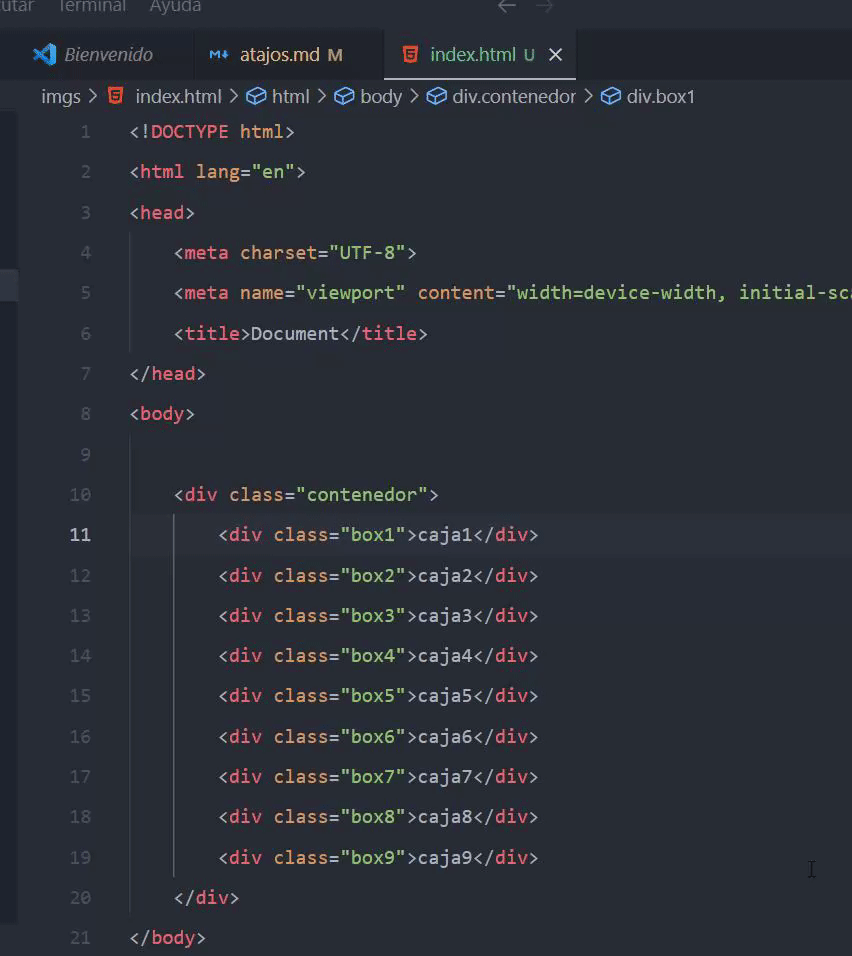 Terminal Ayuda
Bienvenido atajos.md M index.html U
imgs > index.html > html > body > div.contenedor > div.box1
1 <!DOCTYPE html>
2 <html lang="en">
3 <head>
4 <meta charset="UTF-8">
5 <meta name="viewport" content="width=device-width, initial-sca
6 <title>Document</title>
7 </head>
8 <body>
9
10 <div class="contenedor">
11 <div class="box1">caja1</div>
12 <div class="box2">caja2</div>
13 <div class="box3">caja3</div>
14 <div class="box4">caja4</div>
15 <div class="box5">caja5</div>
16 <div class="box6">caja6</div>
17 <div class="box7">caja7</div>
18 <div class="box8">caja8</div>
19 <div class="box9">caja9</div>
20 </div>
21 </body>